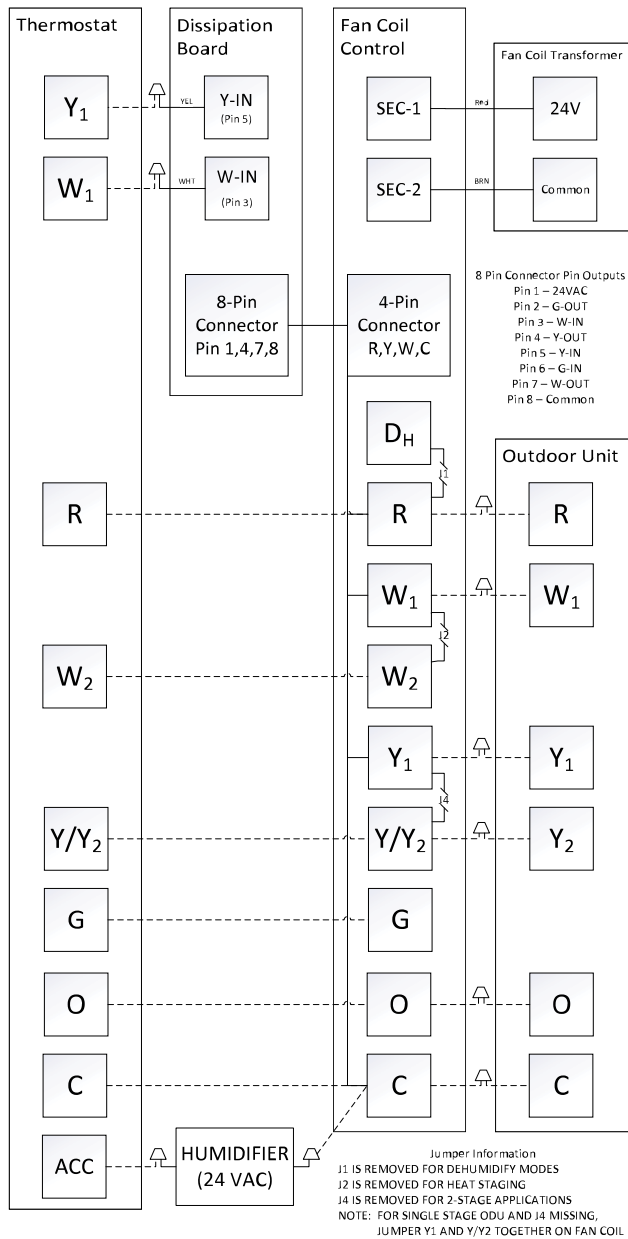 Thermostat
Dissipation
Board
Fan Coil
Control
Fan Coil Transformer
Y1
YEL
Y-IN
(Pin 5)
SEC-1
Red
24V
W1
WHT
W-IN
(Pin 3)
SEC-2
BRN
Common
8-Pin
Connector
Pin 1,4,7,8
4-Pin
Connector
R,Y,W,C
8 Pin Connector Pin Outputs
Pin 1 – 24VAC
Pin 2 – G-OUT
Pin 3 – W-IN
Pin 4 – Y-OUT
Pin 5 – Y-IN
Pin 6 – G-IN
Pin 7 – W-OUT
Pin 8 – Common
DH
J1
Outdoor Unit
R
R
R
W1
W1
J2
W2
W2
Y1
Y1
J4
Y/Y2
Y/Y2
Y2
G
G
O
O
O
C
C
C
ACC
HUMIDIFIER
(24 VAC)
Jumper Information
J1 IS REMOVED FOR DEHUMIDIFY MODES
J2 IS REMOVED FOR HEAT STAGING
J4 IS REMOVED FOR 2-STAGE APPLICATIONS
NOTE: FOR SINGLE STAGE ODU AND J4 MISSING,
JUMPER Y1 AND Y/Y2 TOGETHER ON FAN COIL